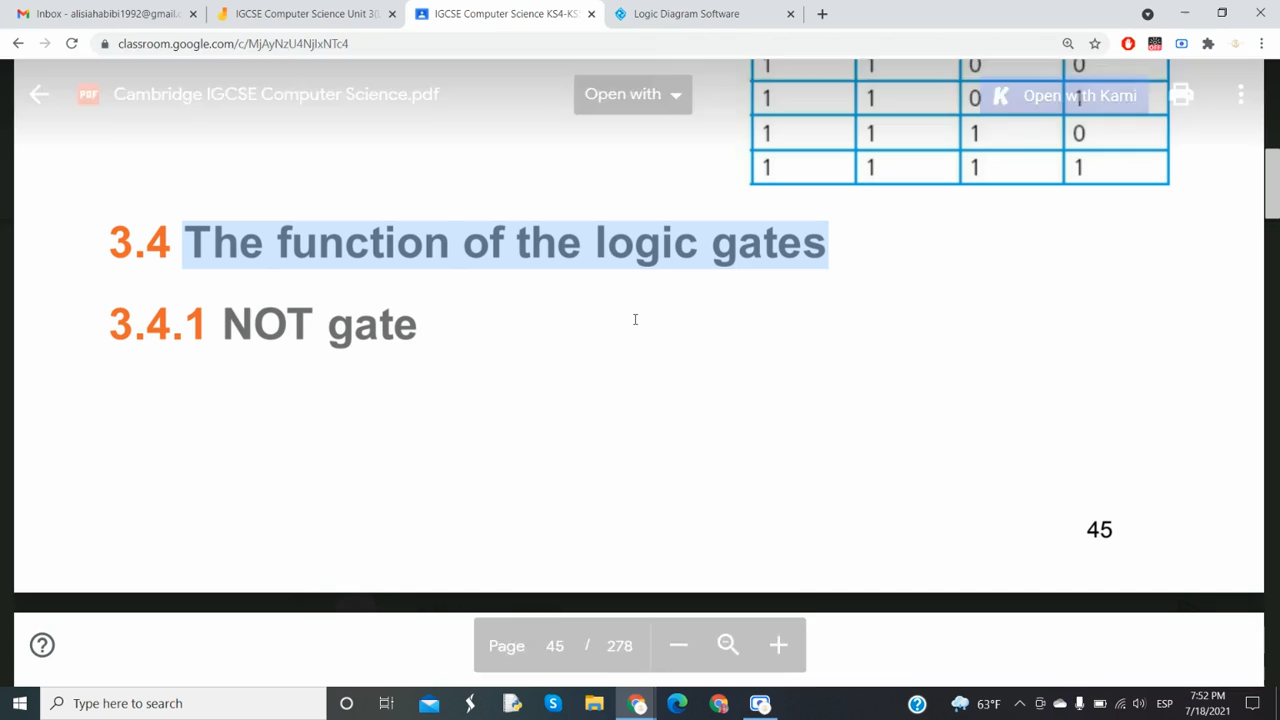 Inbox - alisiahabibi1992@gmail.c
IGCSE Computer Science Unit 3(
IGCSE Computer Science KS4-KS
Logic Diagram Software
classroom.google.com/c/MjAyNzU4NjIxNTc4
Cambridge IGCSE Computer Science.pdf
Open with
Open with Kami
1 1 0 0
1 1 0 1
1 1 1 0
1 1 1 1
3.4 The function of the logic gates
3.4.1 NOT gate
45
Page 45 / 278
Type here to search
63°F
ESP
7:52 PM
7/18/2021